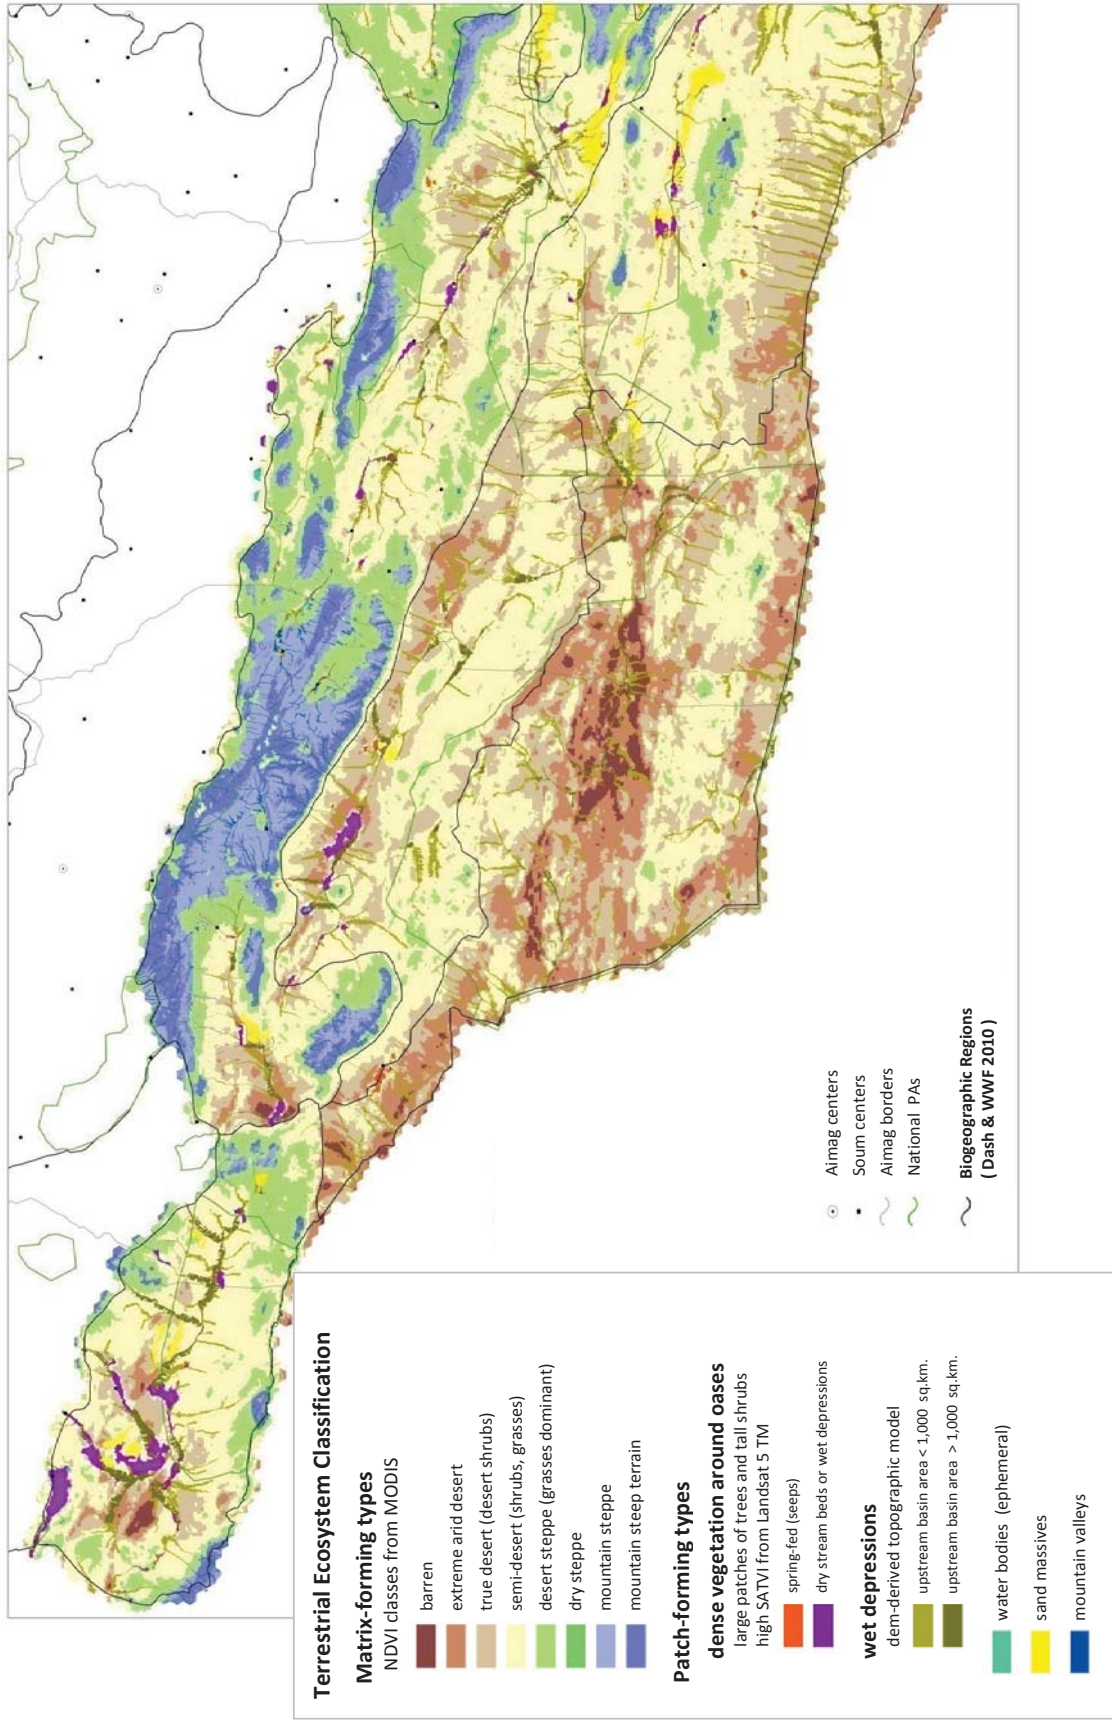 Terrestrial Ecosystem Classification
Matrix-forming types
NDVI classes from MODIS
barren
extreme arid desert
true desert (desert shrubs)
semi-desert (shrubs, grasses)
desert steppe (grasses dominant)
dry steppe
mountain steppe
mountain steep terrain
Patch-forming types
dense vegetation around oases
large patches of trees and tall shrubs
high SATVI from Landsat 5 TM
spring-fed (seeps)
dry stream beds or wet depressions
wet depressions
dem-derived topographic model
upstream basin area < 1,000 sq.km.
upstream basin area > 1,000 sq.km.
water bodies (ephemeral)
sand massives
mountain valleys
Aimag centers
Soum centers
Aimag borders
National PAs
Biogeographic Regions
( Dash & WWF 2010 )